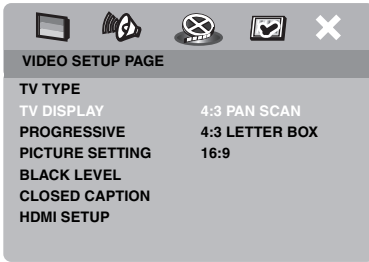 VIDEO SETUP PAGE
TV TYPE
TV DISPLAY 4:3 PAN SCAN
PROGRESSIVE 4:3 LETTER BOX
PICTURE SETTING 16:9
BLACK LEVEL
CLOSED CAPTION
HDMI SETUP